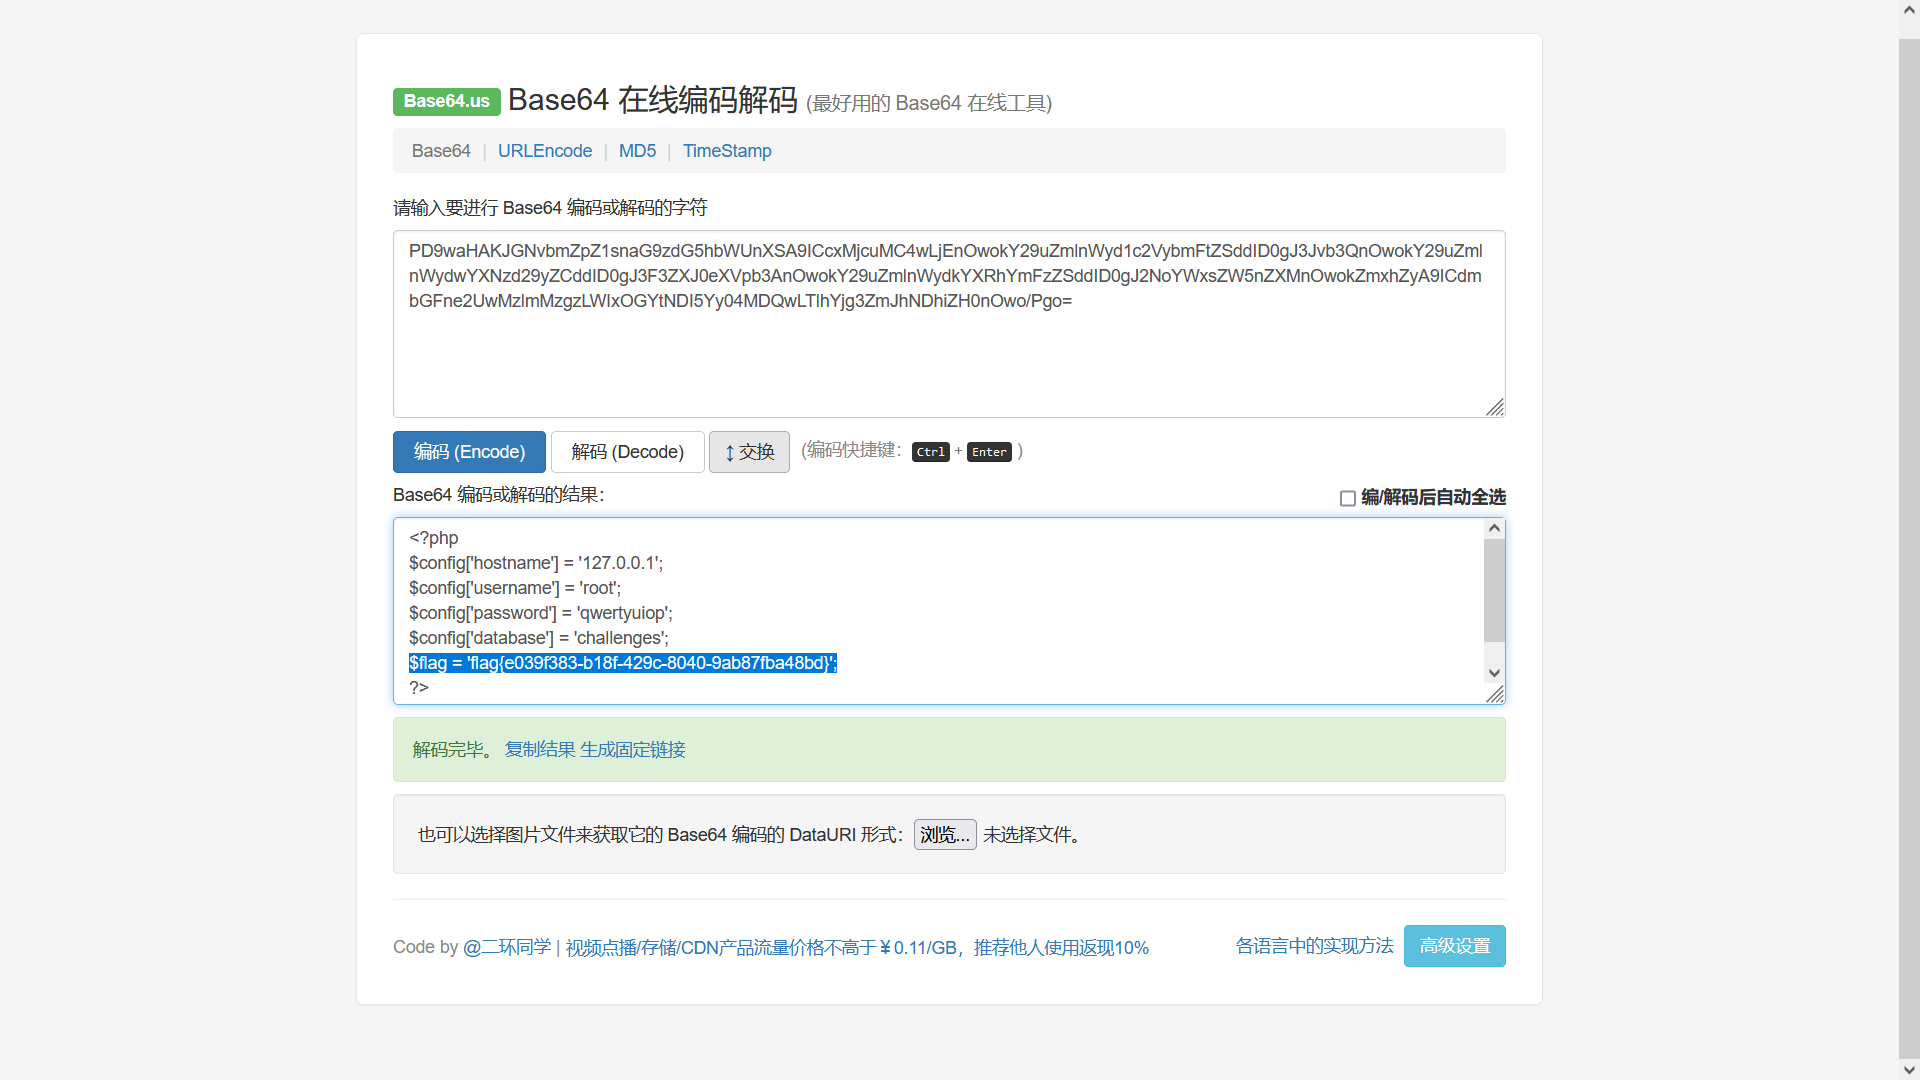 Base64.us Base64 在线编码解码 (最好用的 Base64 在线工具)
Base64 | URLEncode | MD5 | TimeStamp
请输入要进行 Base64 编码或解码的字符
PD9waHAKJGNvbmZpZ1snaG9zdG5hbWUnXSA9ICcxMjcuMC4wLjEnOwokY29uZmlnWyd1c2VybmFtZSddID0gJ3Jvb3QnOwokY29uZml
nWydwYXNzd29yZCddID0gJ3F3ZXJ0eXVpb3AnOwokY29uZmlnWydkYXRhYmFzZSddID0gJ2NoYWxsZW5nZXMnOwokZmxhZyA9ICdm
bGFne2UwMzlmMzgzLWIxOGYtNDI5Yy04MDQwLTlhYjg3ZmJhNDhiZH0nOwo/Pgo=
编码 (Encode) 解码 (Decode) ↕ 交换 (编码快捷键： Ctrl + Enter )
Base64 编码或解码的结果： 编/解码后自动全选
<?php
$config['hostname'] = '127.0.0.1';
$config['username'] = 'root';
$config['password'] = 'qwertyuiop';
$config['database'] = 'challenges';
$flag = 'flag{e039f383-b18f-429c-8040-9ab87fba48bd}';
?>
解码完毕。 复制结果 生成固定链接
也可以选择图片文件来获取它的 Base64 编码的 DataURI 形式： 浏览... 未选择文件。
Code by @二环同学 | 视频点播/存储/CDN产品流量价格不高于￥0.11/GB，推荐他人使用返现10% 各语言中的实现方法 高级设置